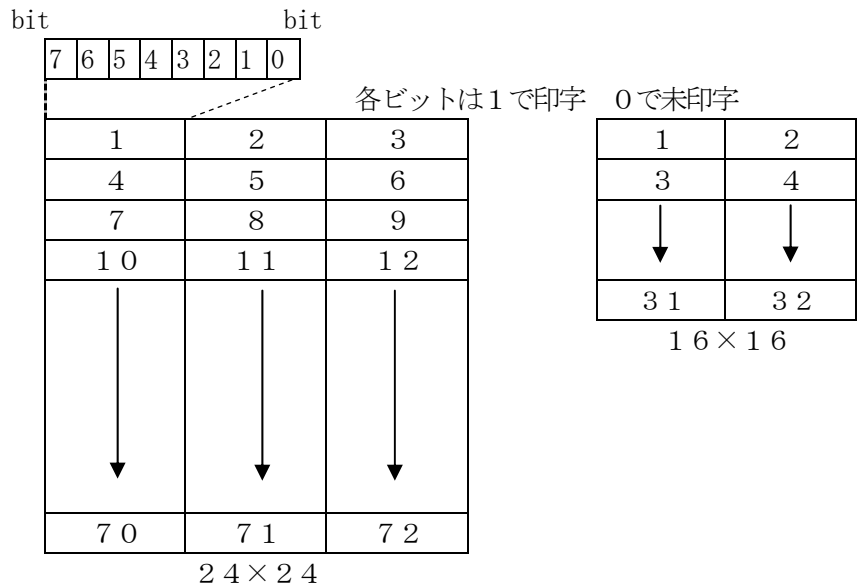 bit bit
7 6 5 4 3 2 1 0
各ビットは１で印字　０で未印字
１ ２ ３
４ ５ ６
７ ８ ９
１０ １１ １２
７０ ７１ ７２
２４×２４
１ ２
３ ４
３１ ３２
１６×１６